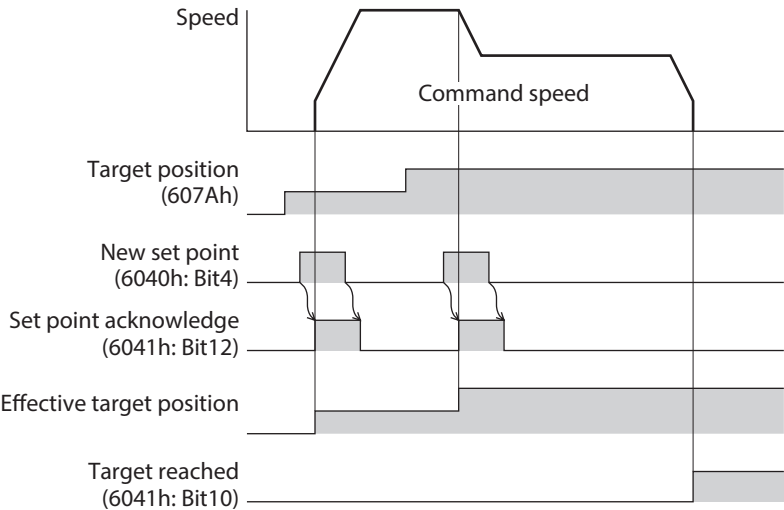 Speed
Command speed
Target position
(607Ah)
New set point
(6040h: Bit4)
Set point acknowledge
(6041h: Bit12)
Effective target position
Target reached
(6041h: Bit10)